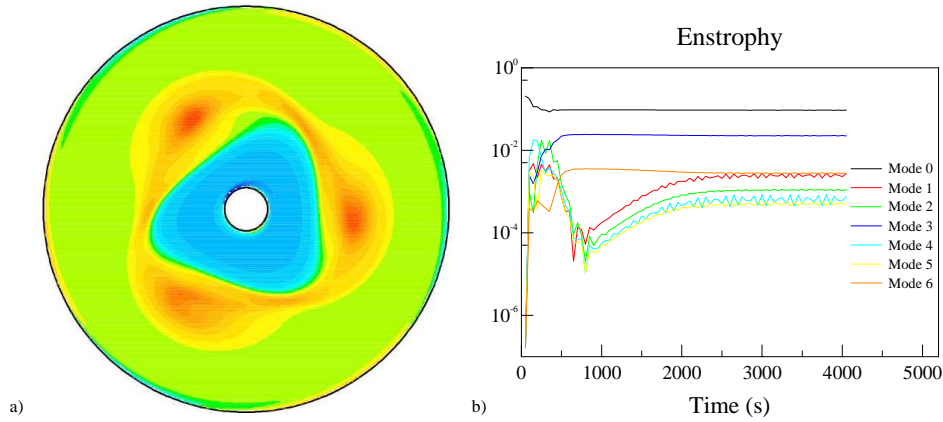 a)
Enstrophy
10^0
10^-2
10^-4
10^-6
0
1000
2000
3000
4000
5000
Mode 0
Mode 1
Mode 2
Mode 3
Mode 4
Mode 5
Mode 6
b)
Time (s)